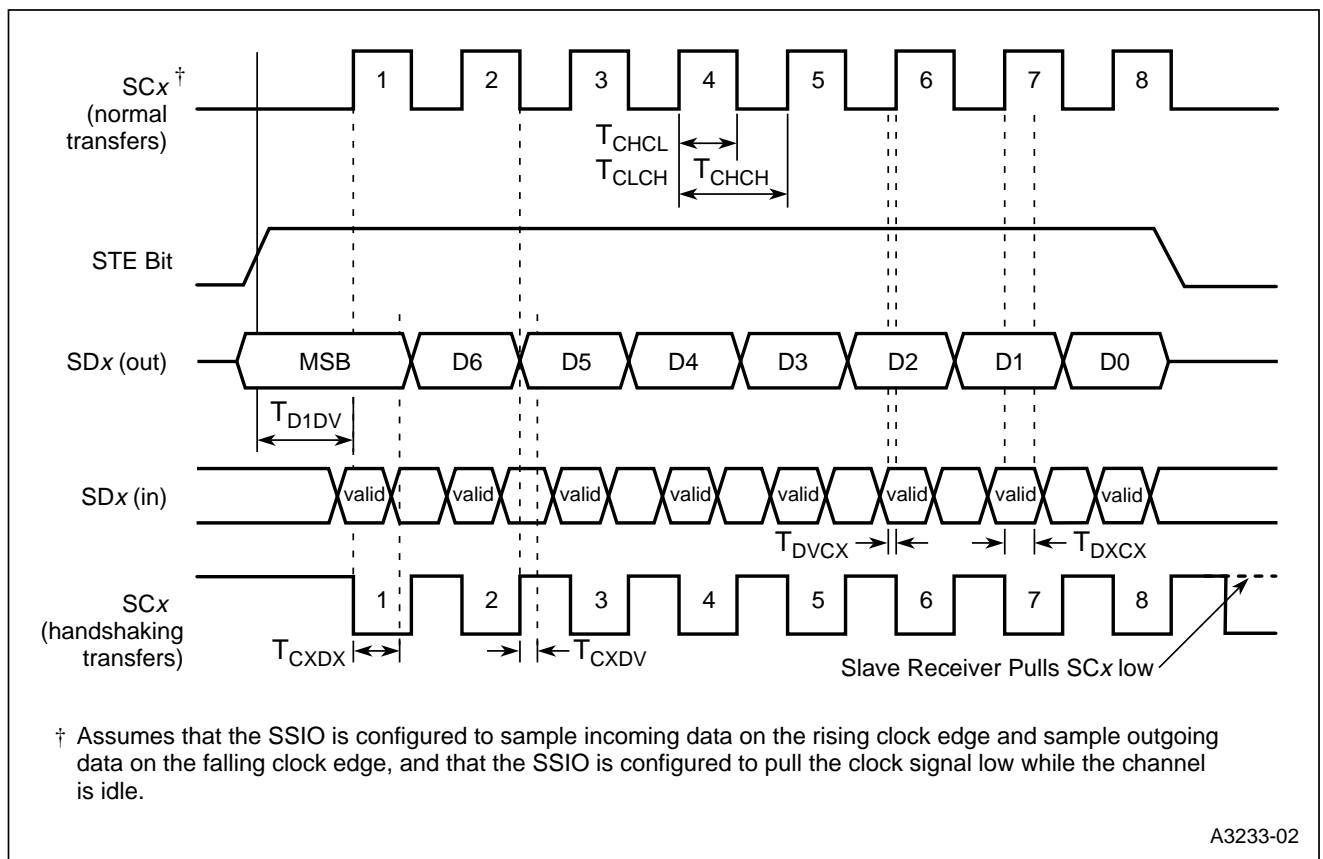 SCx †
(normal
transfers)
1 2 3 4 5 6 7 8
TCHCL
TCLCH TCHCH
STE Bit
SDx (out)
MSB D6 D5 D4 D3 D2 D1 D0
TD1DV
SDx (in)
valid valid valid valid valid valid valid valid
TDVCX TDXCX
SCx
(handshaking
transfers)
1 2 3 4 5 6 7 8
TCXDX TCXDV
Slave Receiver Pulls SCx low
† Assumes that the SSIO is configured to sample incoming data on the rising clock edge and sample outgoing
data on the falling clock edge, and that the SSIO is configured to pull the clock signal low while the channel
is idle.
A3233-02